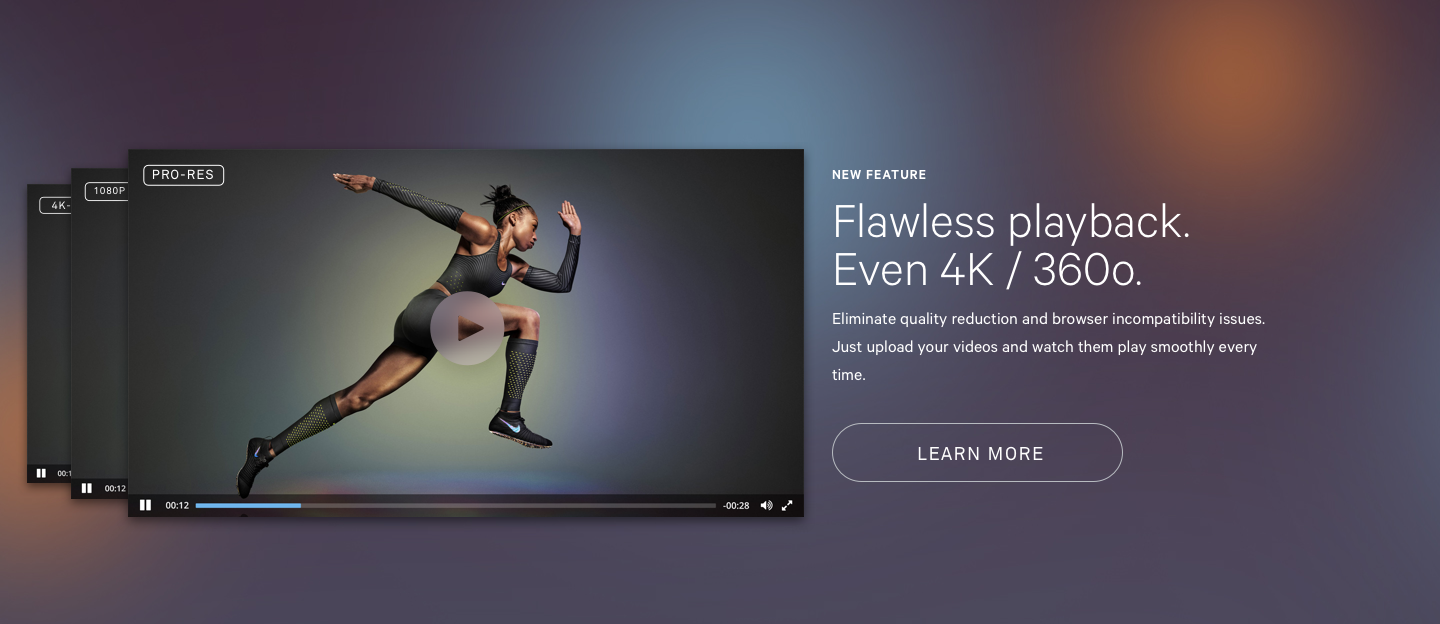 PRO-RES
1080P
4K-
NEW FEATURE
Flawless playback.
Even 4K / 360o.
Eliminate quality reduction and browser incompatibility issues.
Just upload your videos and watch them play smoothly every
time.
LEARN MORE
00:1
00:12
00:12
-00:28